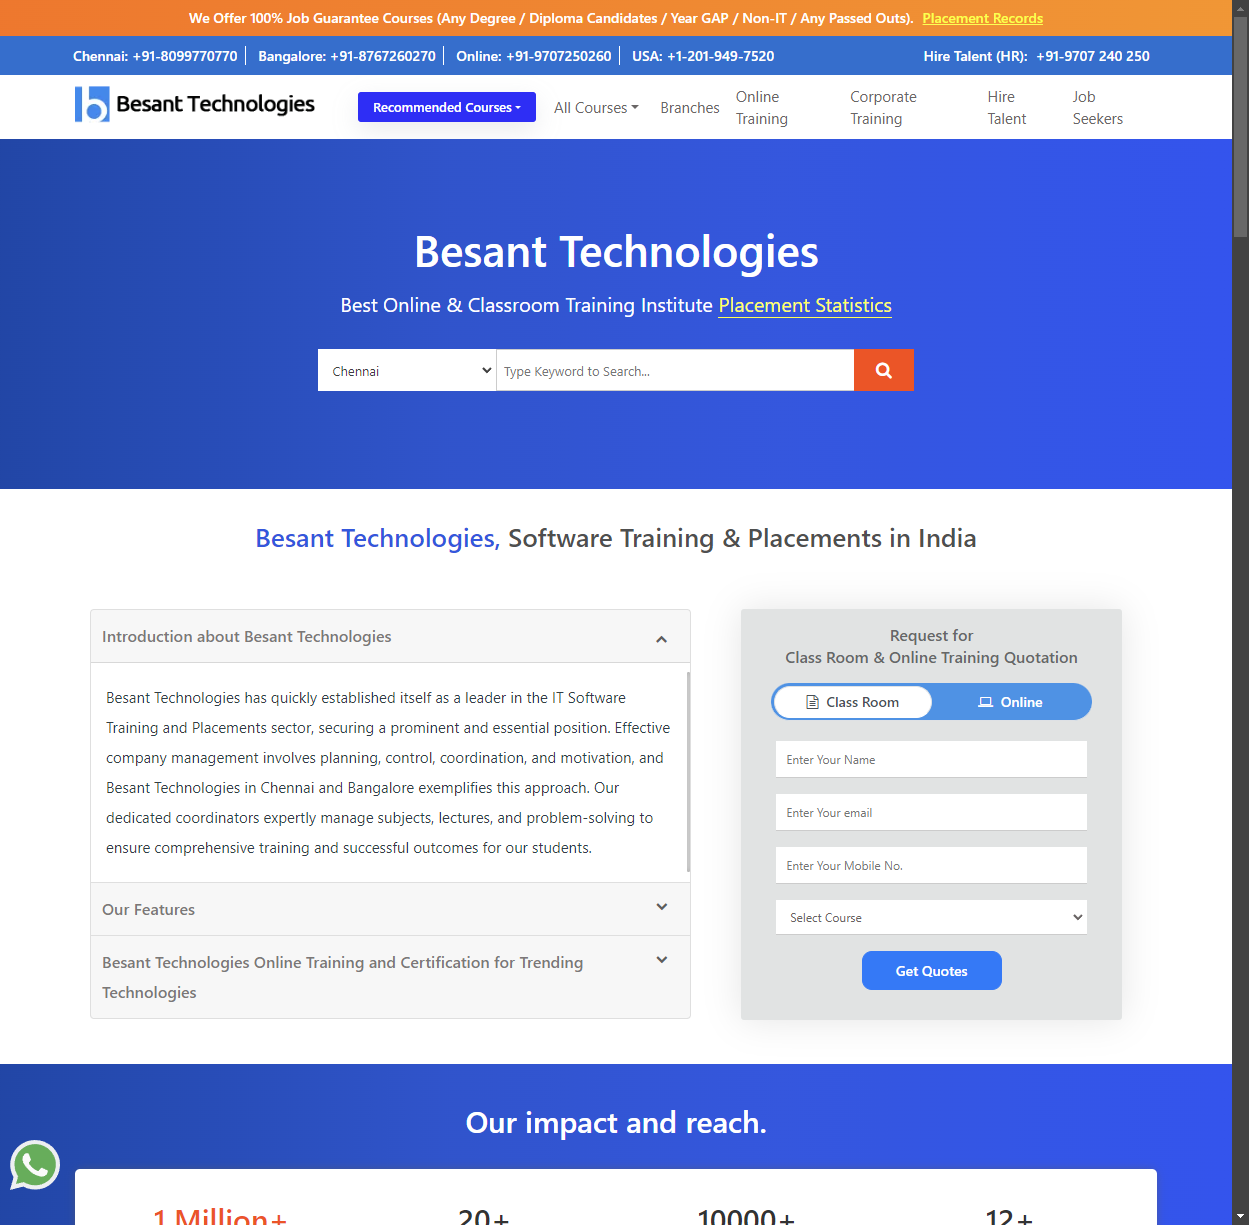 We Offer 100% Job Guarantee Courses (Any Degree / Diploma Candidates / Year GAP / Non-IT / Any Passed Outs). Placement Records
Chennai: +91-8099770770 Bangalore: +91-8767260270 Online: +91-9707250260 USA: +1-201-949-7520 Hire Talent (HR): +91-9707 240 250
Besant Technologies
Recommended Courses
All Courses
Branches
Online
Training
Corporate
Training
Hire
Talent
Job
Seekers
Besant Technologies
Best Online & Classroom Training Institute Placement Statistics
Chennai
Type Keyword to Search...
Besant Technologies, Software Training & Placements in India
Introduction about Besant Technologies
Besant Technologies has quickly established itself as a leader in the IT Software
Training and Placements sector, securing a prominent and essential position. Effective
company management involves planning, control, coordination, and motivation, and
Besant Technologies in Chennai and Bangalore exemplifies this approach. Our
dedicated coordinators expertly manage subjects, lectures, and problem-solving to
ensure comprehensive training and successful outcomes for our students.
Our Features
Besant Technologies Online Training and Certification for Trending
Technologies
Request for
Class Room & Online Training Quotation
Class Room
Online
Enter Your Name
Enter Your email
Enter Your Mobile No.
Select Course
Get Quotes
Our impact and reach.
1 Million+
20+
10000+
12+